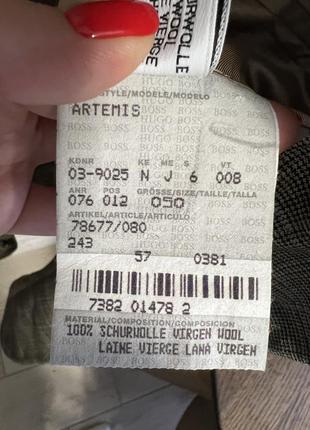 URWOLLE
WOOL
E VIERGE
STYLE/MODELE/MODELO
ARTEMIS
KDNR KE ME S VT
03-9025 N J 6 008
ANR POS GRÖSSE/SIZE/TAILLE/TALLA
076 012 050
ARTIKEL/ARTICLE/ARTICULO
78677/080
243
57 0381
7382 01478 2
MATERIAL/COMPOSITION/COMPOSICION
100% SCHURWOLLE VIRGEN WOOL
LAINE VIERGE LANA VIRGEN